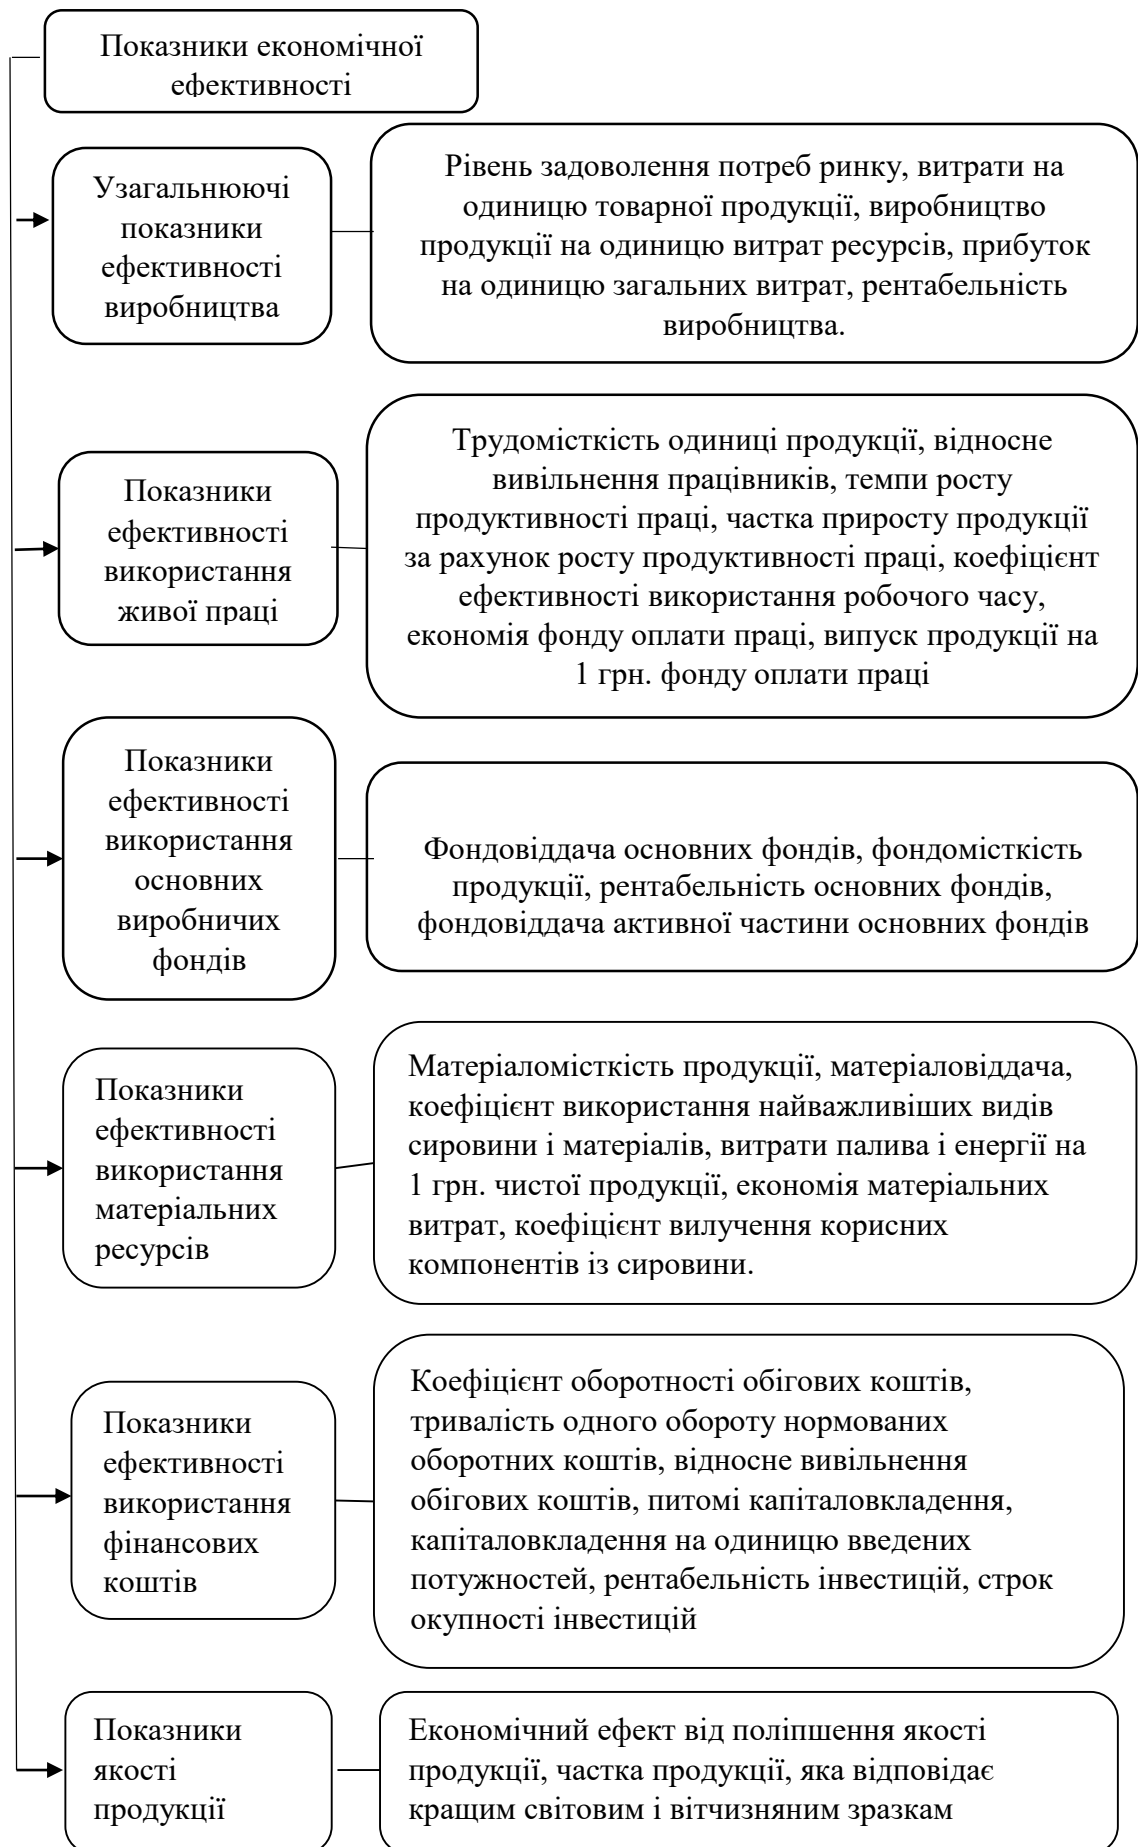 Показники економічної
ефективності
Узагальнюючі
показники
ефективності
виробництва
Рівень задоволення потреб ринку, витрати на
одиницю товарної продукції, виробництво
продукції на одиницю витрат ресурсів, прибуток
на одиницю загальних витрат, рентабельність
виробництва.
Показники
ефективності
використання
живої праці
Трудомісткість одиниці продукції, відносне
вивільнення працівників, темпи росту
продуктивності праці, частка приросту продукції
за рахунок росту продуктивності праці, коефіцієнт
ефективності використання робочого часу,
економія фонду оплати праці, випуск продукції на
1 грн. фонду оплати праці
Показники
ефективності
використання
основних
виробничих
фондів
Фондовіддача основних фондів, фондомісткість
продукції, рентабельність основних фондів,
фондовіддача активної частини основних фондів
Показники
ефективності
використання
матеріальних
ресурсів
Матеріаломісткість продукції, матеріаловіддача,
коефіцієнт використання найважливіших видів
сировини і матеріалів, витрати палива і енергії на
1 грн. чистої продукції, економія матеріальних
витрат, коефіцієнт вилучення корисних
компонентів із сировини.
Показники
ефективності
використання
фінансових
коштів
Коефіцієнт оборотності обігових коштів,
тривалість одного обороту нормованих
оборотних коштів, відносне вивільнення
обігових коштів, питомі капіталовкладення,
капіталовкладення на одиницю введених
потужностей, рентабельність інвестицій, строк
окупності інвестицій
Показники
якості
продукції
Економічний ефект від поліпшення якості
продукції, частка продукції, яка відповідає
кращим світовим і вітчизняним зразкам